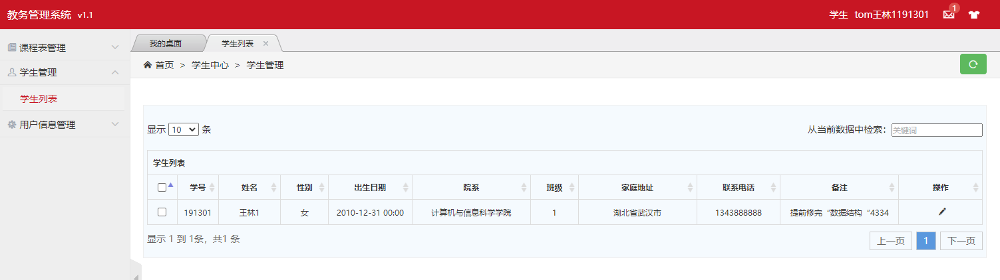 教务管理系统 v1.1
学生 tom王林1191301 1
课程表管理
学生管理
学生列表
用户信息管理
我的桌面 学生列表 ×
首页 > 学生中心 > 学生管理
显示 10 条 从当前数据中检索: 关键词
学生列表
学号 姓名 性别 出生日期 院系 班级 家庭地址 联系电话 备注 操作
191301 王林1 女 2010-12-31 00:00 计算机与信息科学学院 1 湖北省武汉市 1343888888 提前修完“数据结构“4334
显示 1 到 1条，共1 条 上一页 1 下一页